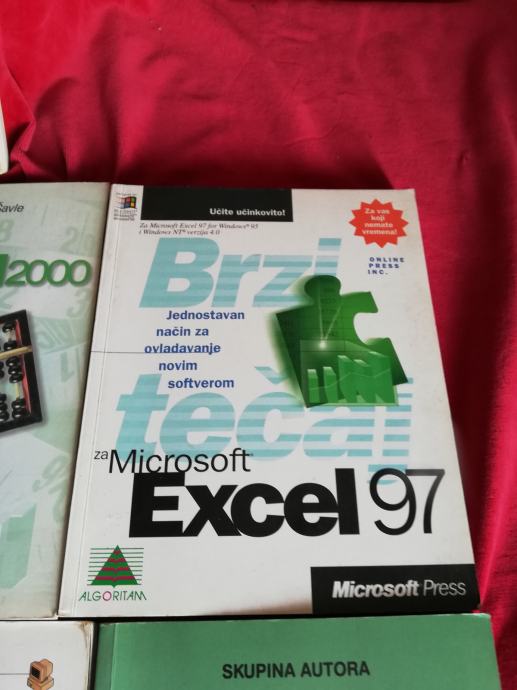 Šavle
2000
Učite učinkovito!
Za Microsoft Excel 97 for Windows® 95
i Windows NT® verzija 4.0
Za vas
koji
nemate
vremena!
ONLINE
PRESS
INC.
Brzi
Jednostavan
način za
ovladavanje
novim
softverom
tečaj
za Microsoft®
Excel 97
ALGORITAM
Microsoft Press
SKUPINA AUTORA